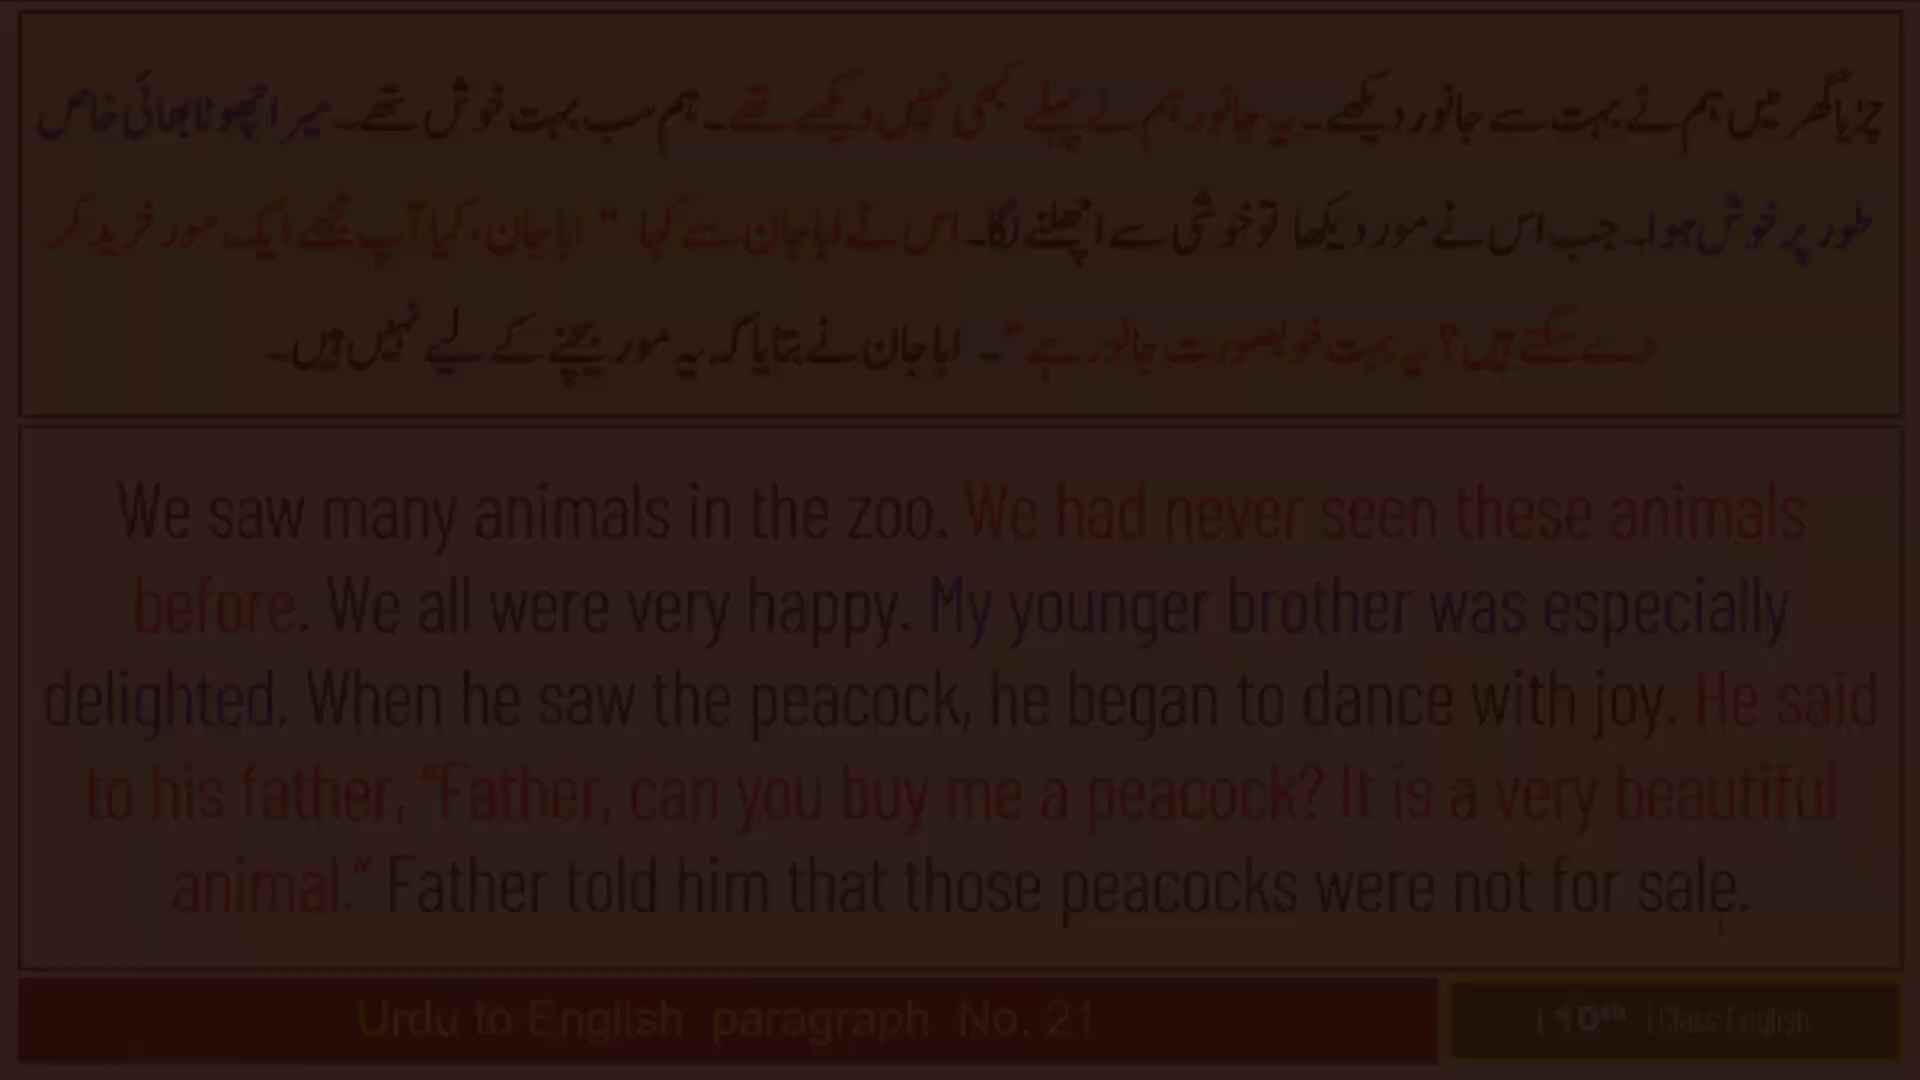 چڑیا گھر میں ہم نے بہت سے جانور دیکھے۔ یہ جانور ہم نے پہلے کبھی نہیں دیکھے تھے۔ ہم سب بہت خوش تھے۔ میرا چھوٹا بھائی خاص
طور پر خوش ہوا۔ جب اس نے مور دیکھا تو خوشی سے اچھلنے لگا۔ اس نے ابا جان سے کہا " ابا جان، کیا آپ مجھے ایک مور خرید کر
دے سکتے ہیں؟ یہ بہت خوبصورت جانور ہے "۔ ابا جان نے بتایا کہ یہ مور بیچنے کے لیے نہیں ہیں۔
We saw many animals in the zoo. We had never seen these animals
before. We all were very happy. My younger brother was especially
delighted. When he saw the peacock, he began to dance with joy. He said
to his father, “Father, can you buy me a peacock? It is a very beautiful
animal.” Father told him that those peacocks were not for sale.
Urdu to English paragraph No. 21
( 10th ) Class English